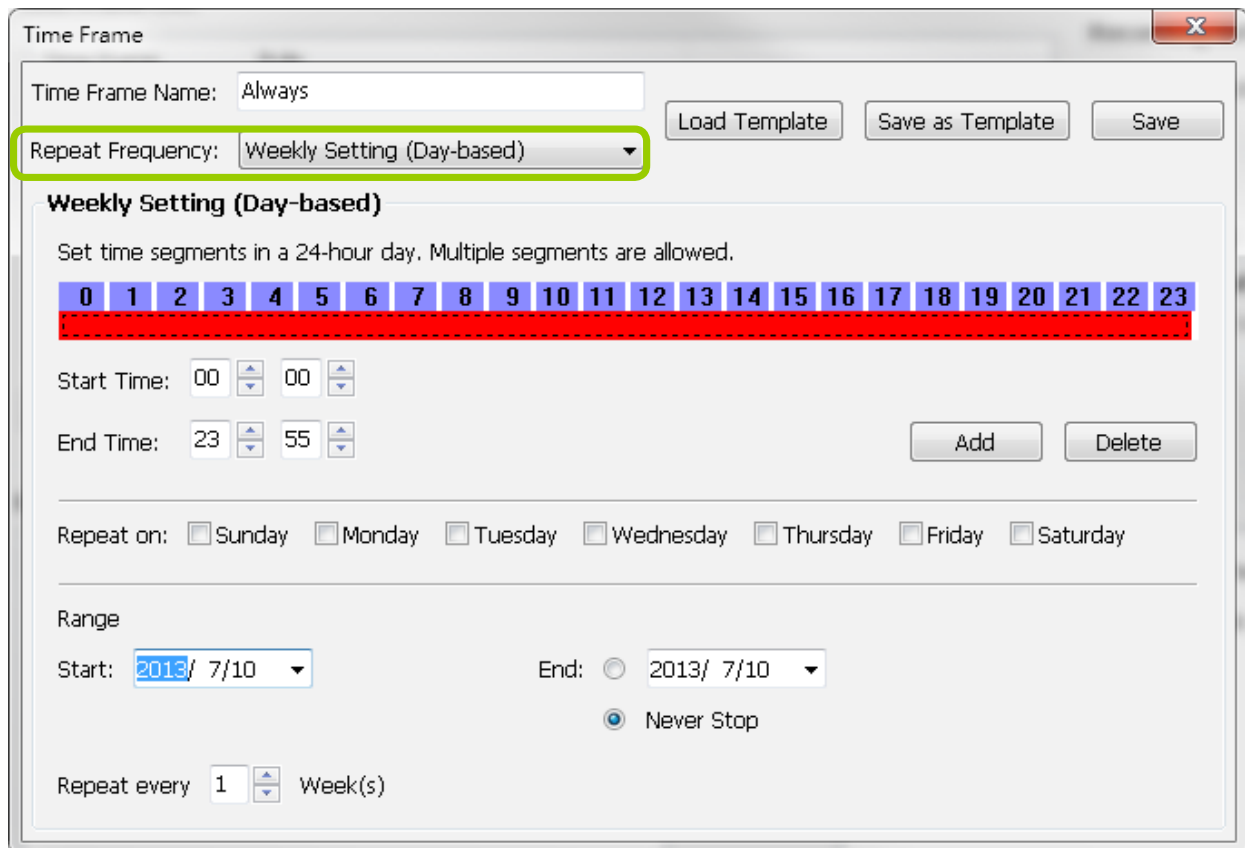 Time Frame
Time Frame Name: Always
Load Template Save as Template Save
Repeat Frequency: Weekly Setting (Day-based)
Weekly Setting (Day-based)
Set time segments in a 24-hour day. Multiple segments are allowed.
0 1 2 3 4 5 6 7 8 9 10 11 12 13 14 15 16 17 18 19 20 21 22 23
Start Time: 00 00
End Time: 23 55 Add Delete
Repeat on: Sunday Monday Tuesday Wednesday Thursday Friday Saturday
Range
Start: 2013/ 7/10 End: 2013/ 7/10
Never Stop
Repeat every 1 Week(s)